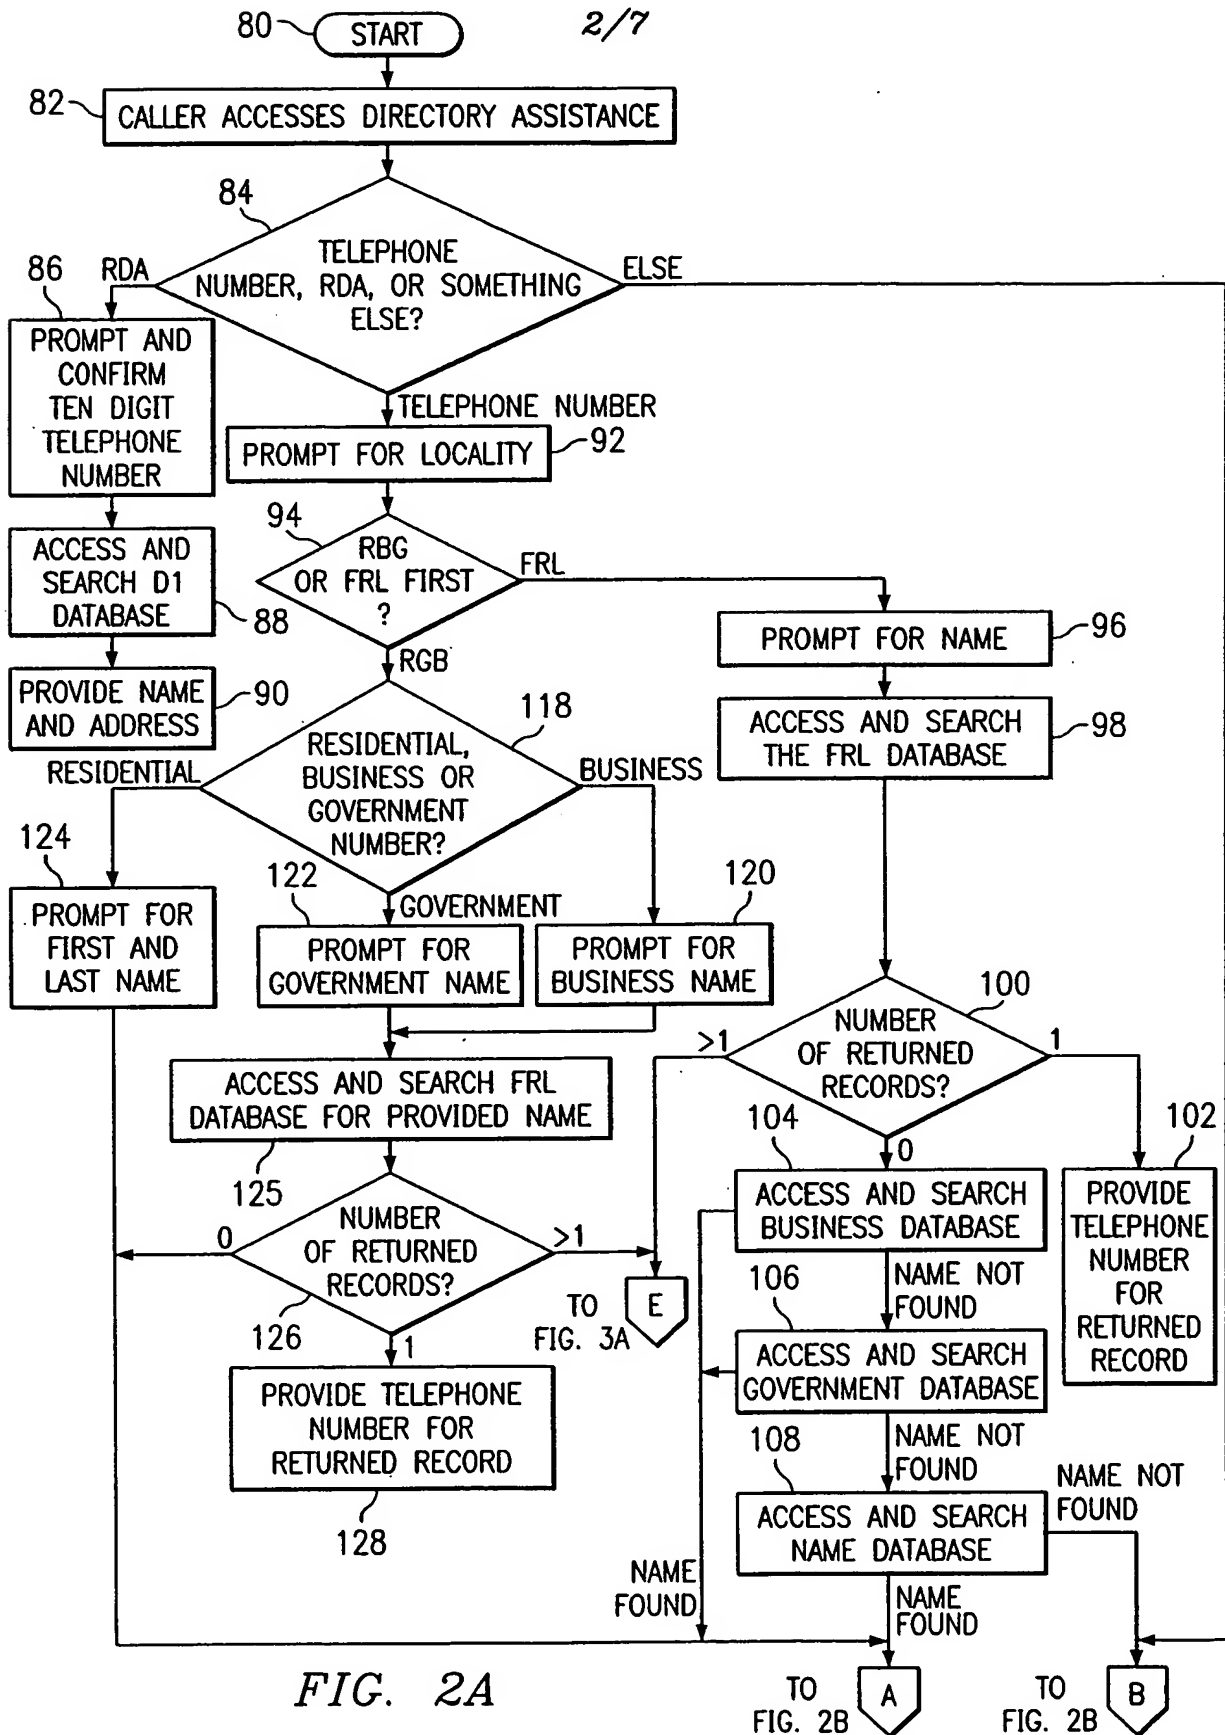 80
START
2/7
82
CALLER ACCESSES DIRECTORY ASSISTANCE
84
TELEPHONE
NUMBER, RDA, OR SOMETHING
ELSE?
RDA
ELSE
86
PROMPT AND
CONFIRM
TEN DIGIT
TELEPHONE
NUMBER
TELEPHONE NUMBER
PROMPT FOR LOCALITY
92
94
RBG
OR FRL FIRST
?
FRL
RGB
ACCESS AND
SEARCH D1
DATABASE
88
PROVIDE NAME
AND ADDRESS
90
PROMPT FOR NAME
96
ACCESS AND SEARCH
THE FRL DATABASE
98
118
RESIDENTIAL,
BUSINESS OR
GOVERNMENT
NUMBER?
RESIDENTIAL
BUSINESS
GOVERNMENT
124
PROMPT FOR
FIRST AND
LAST NAME
122
PROMPT FOR
GOVERNMENT NAME
120
PROMPT FOR
BUSINESS NAME
100
NUMBER
OF RETURNED
RECORDS?
>1
1
0
ACCESS AND SEARCH FRL
DATABASE FOR PROVIDED NAME
125
NUMBER
OF RETURNED
RECORDS?
0
>1
126
1
PROVIDE TELEPHONE
NUMBER FOR
RETURNED RECORD
128
TO
FIG. 3A
E
104
ACCESS AND SEARCH
BUSINESS DATABASE
102
PROVIDE
TELEPHONE
NUMBER
FOR
RETURNED
RECORD
NAME NOT
FOUND
106
ACCESS AND SEARCH
GOVERNMENT DATABASE
NAME NOT
FOUND
108
ACCESS AND SEARCH
NAME DATABASE
NAME NOT
FOUND
NAME
FOUND
NAME
FOUND
FIG. 2A
TO
FIG. 2B
A
TO
FIG. 2B
B